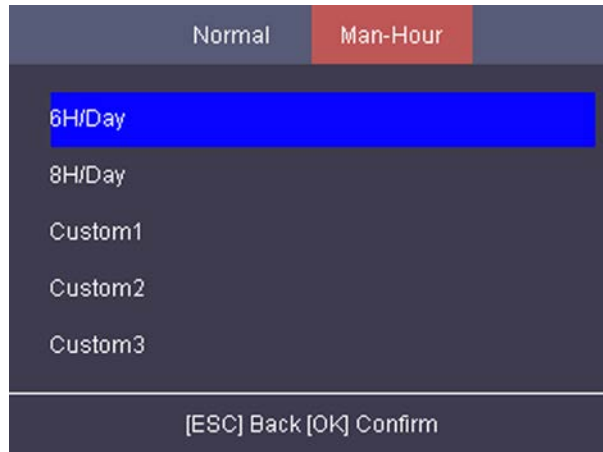 Normal Man-Hour
6H/Day
8H/Day
Custom1
Custom2
Custom3
[ESC] Back [OK] Confirm